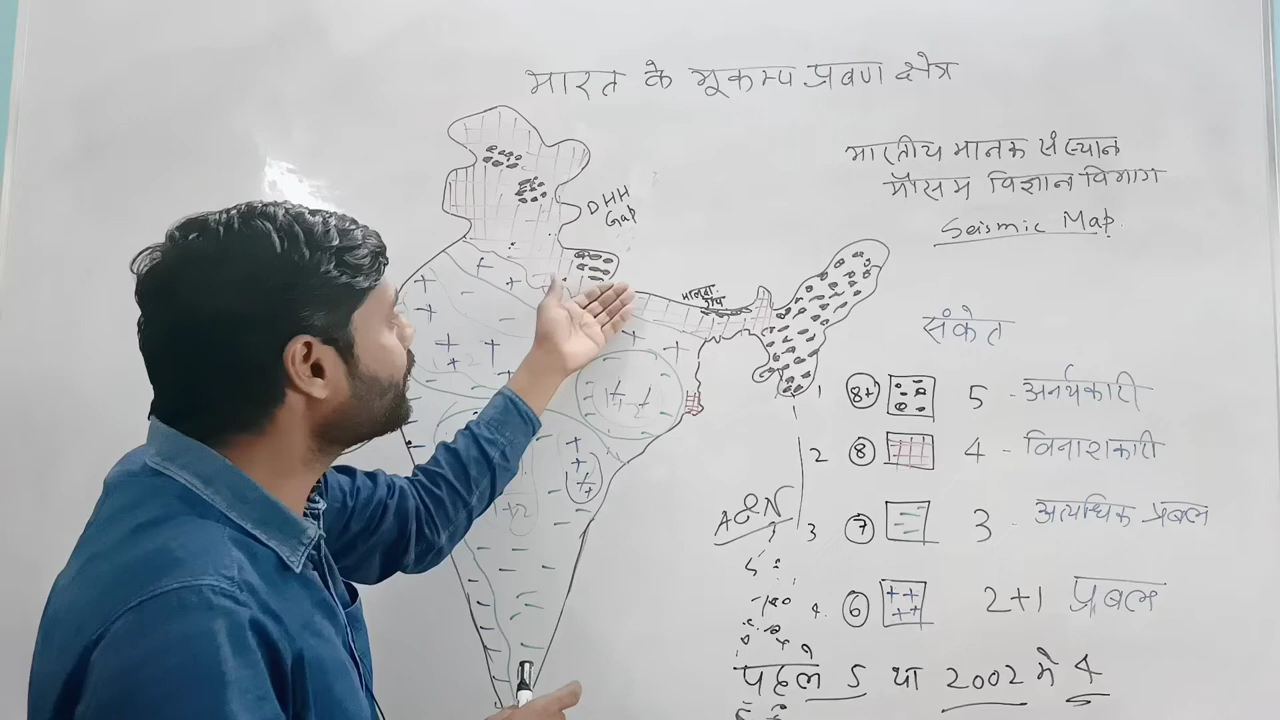 भारत के भूकम्प प्रवण क्षेत्र
भारतीय मानक संस्थान
मौसम विज्ञान विभाग
Seismic Map.
DHH
Gap
मालदा
गैप
संकेत
1 8+ 5 - अनर्थकारी
2 8 4 - विनाशकारी
3 7 3 - अत्यधिक प्रबल
4. 6 2+1 प्रबल
A&N
पहले 5 था 2002 में 4